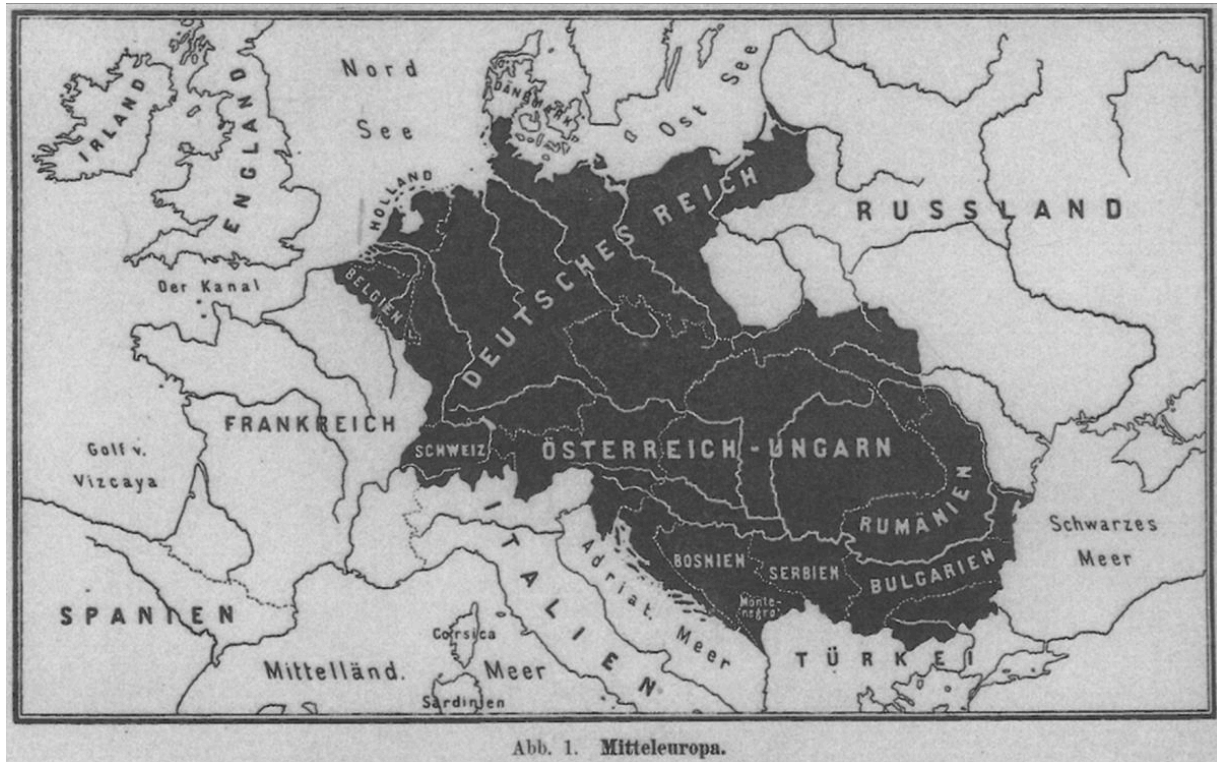 Nord
See
IRLAND
ENGLAND
DÄNEMARK
Ost See
HOLLAND
DEUTSCHES REICH
RUSSLAND
Der Kanal
BELGIEN
FRANKREICH
SCHWEIZ
ÖSTERREICH-UNGARN
Golf v.
Vizcaya
RUMÄNIEN
Schwarzes
Meer
ITALIEN
Adriat. Meer
BOSNIEN
SERBIEN
BULGARIEN
Monte-
negro
SPANIEN
Corsica
Mittelländ. Meer
TÜRKEI
Sardinien
Abb. 1. Mitteleuropa.